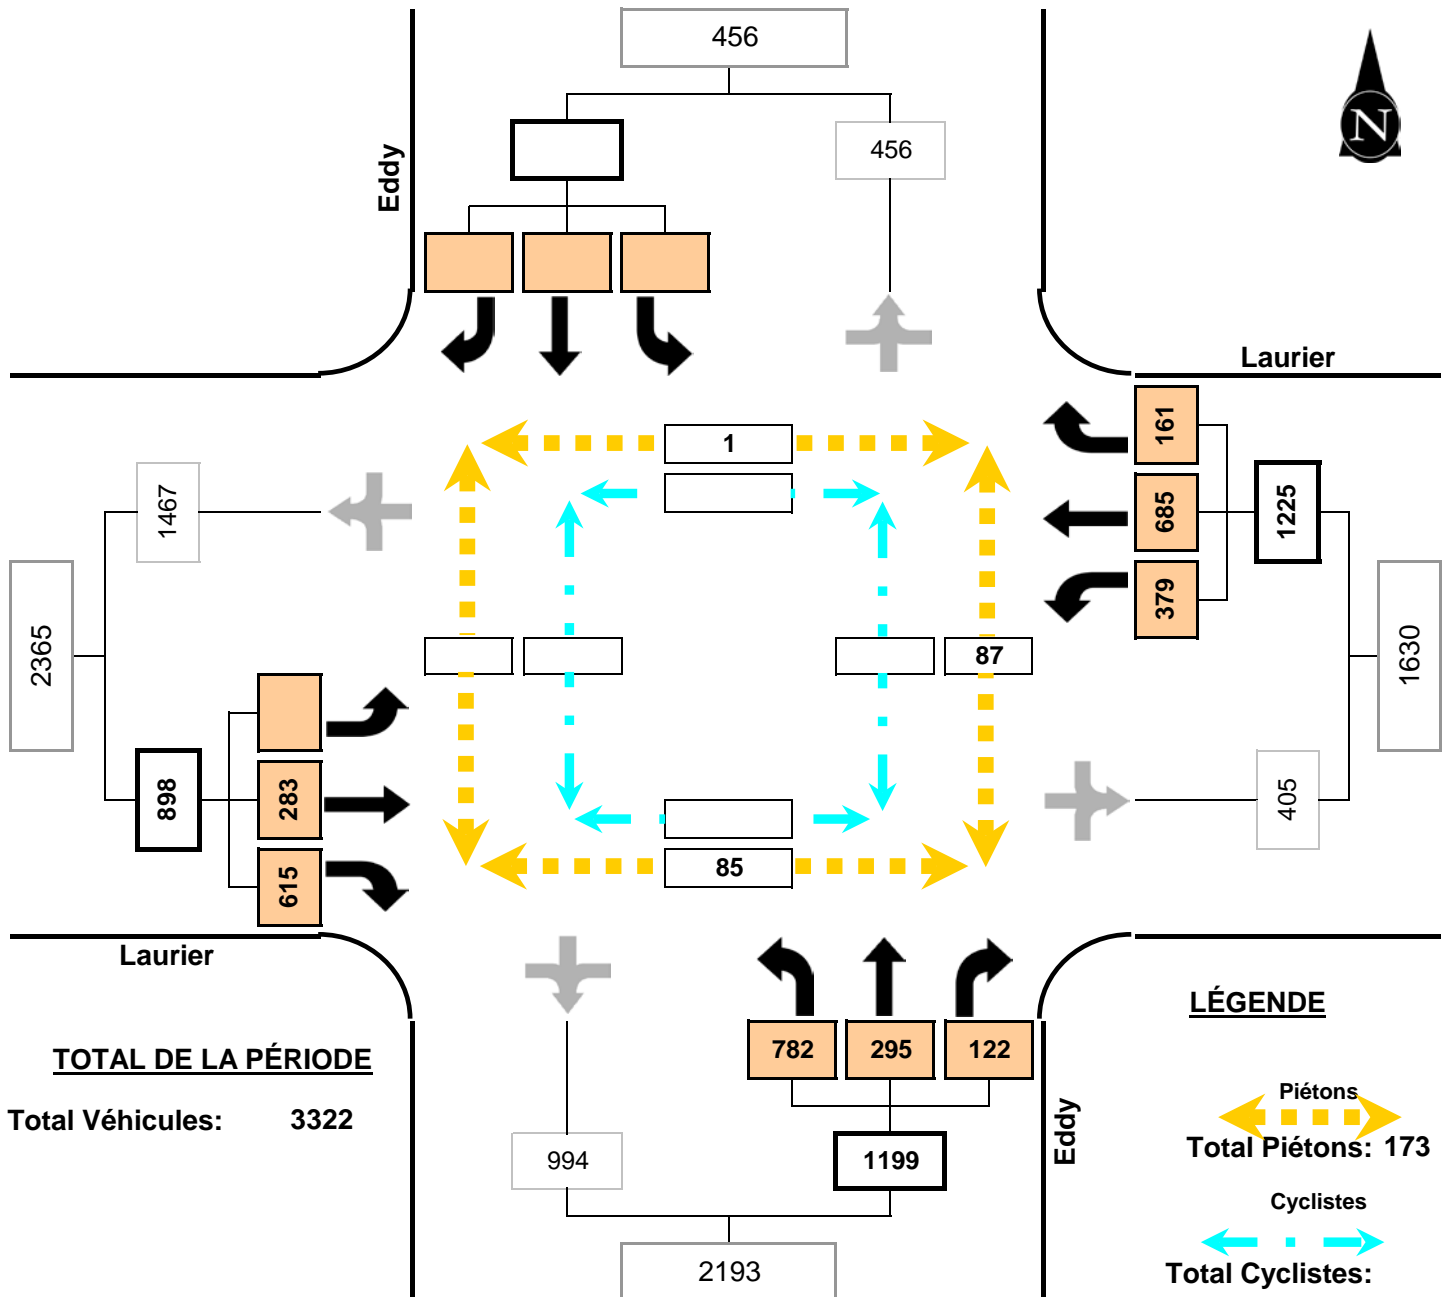 456
456
N
Eddy
Laurier
161
685
379
1225
1630
405
1
87
85
1467
2365
898
283
615
Laurier
782 295 122
1199
994
2193
Eddy
TOTAL DE LA PÉRIODE
Total Véhicules: 3322
LÉGENDE
Piétons
Total Piétons: 173
Cyclistes
Total Cyclistes: